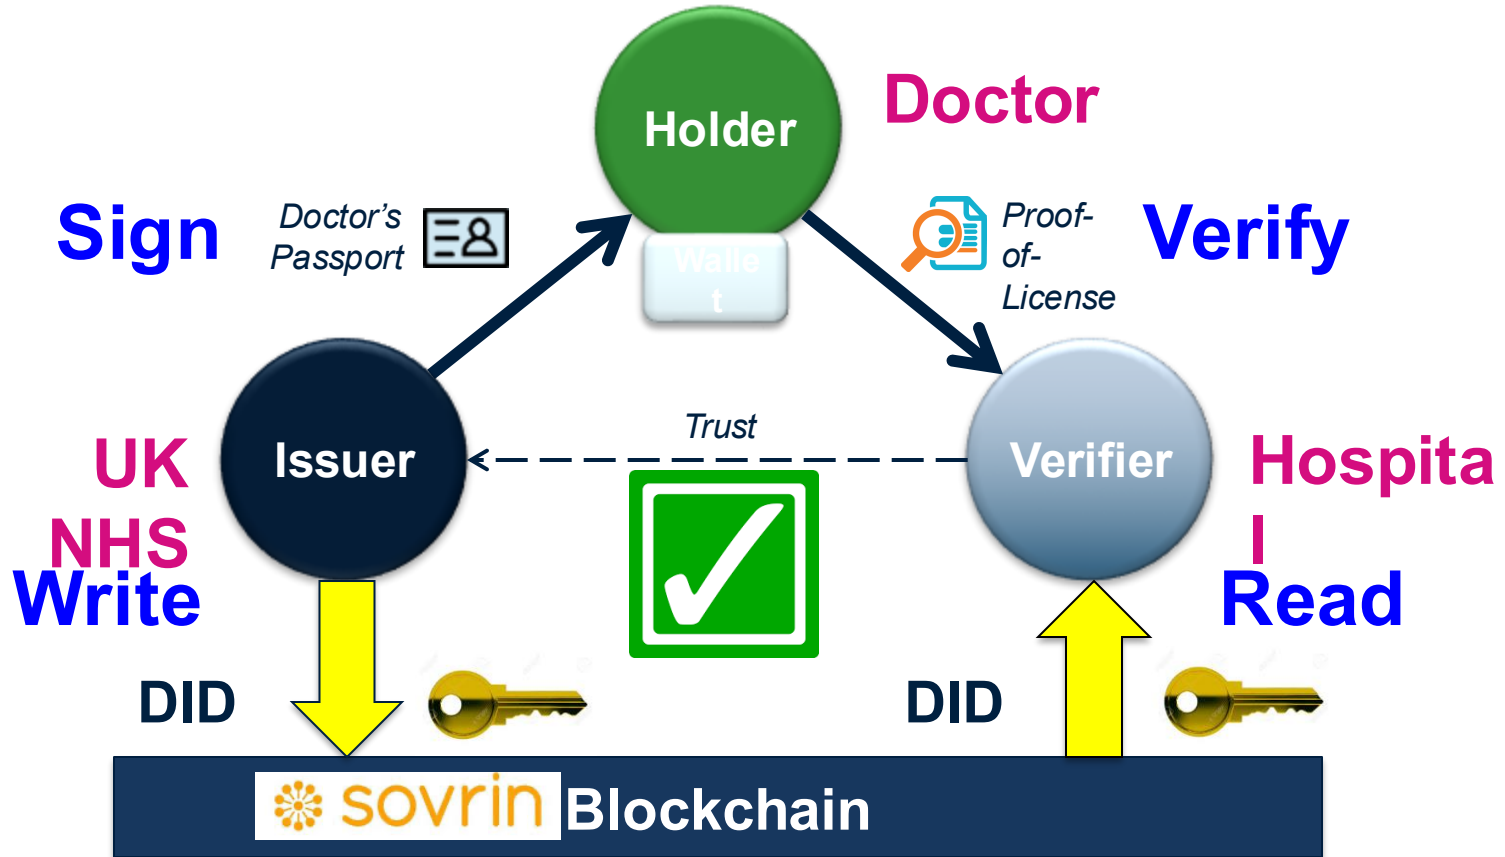 Holder
Doctor
Sign
Doctor's
Passport
Walle
t
Proof-
of-
License
Verify
Trust
UK
NHS
Issuer
Verifier
Hospita
l
Write
Read
DID
DID
sovrin Blockchain